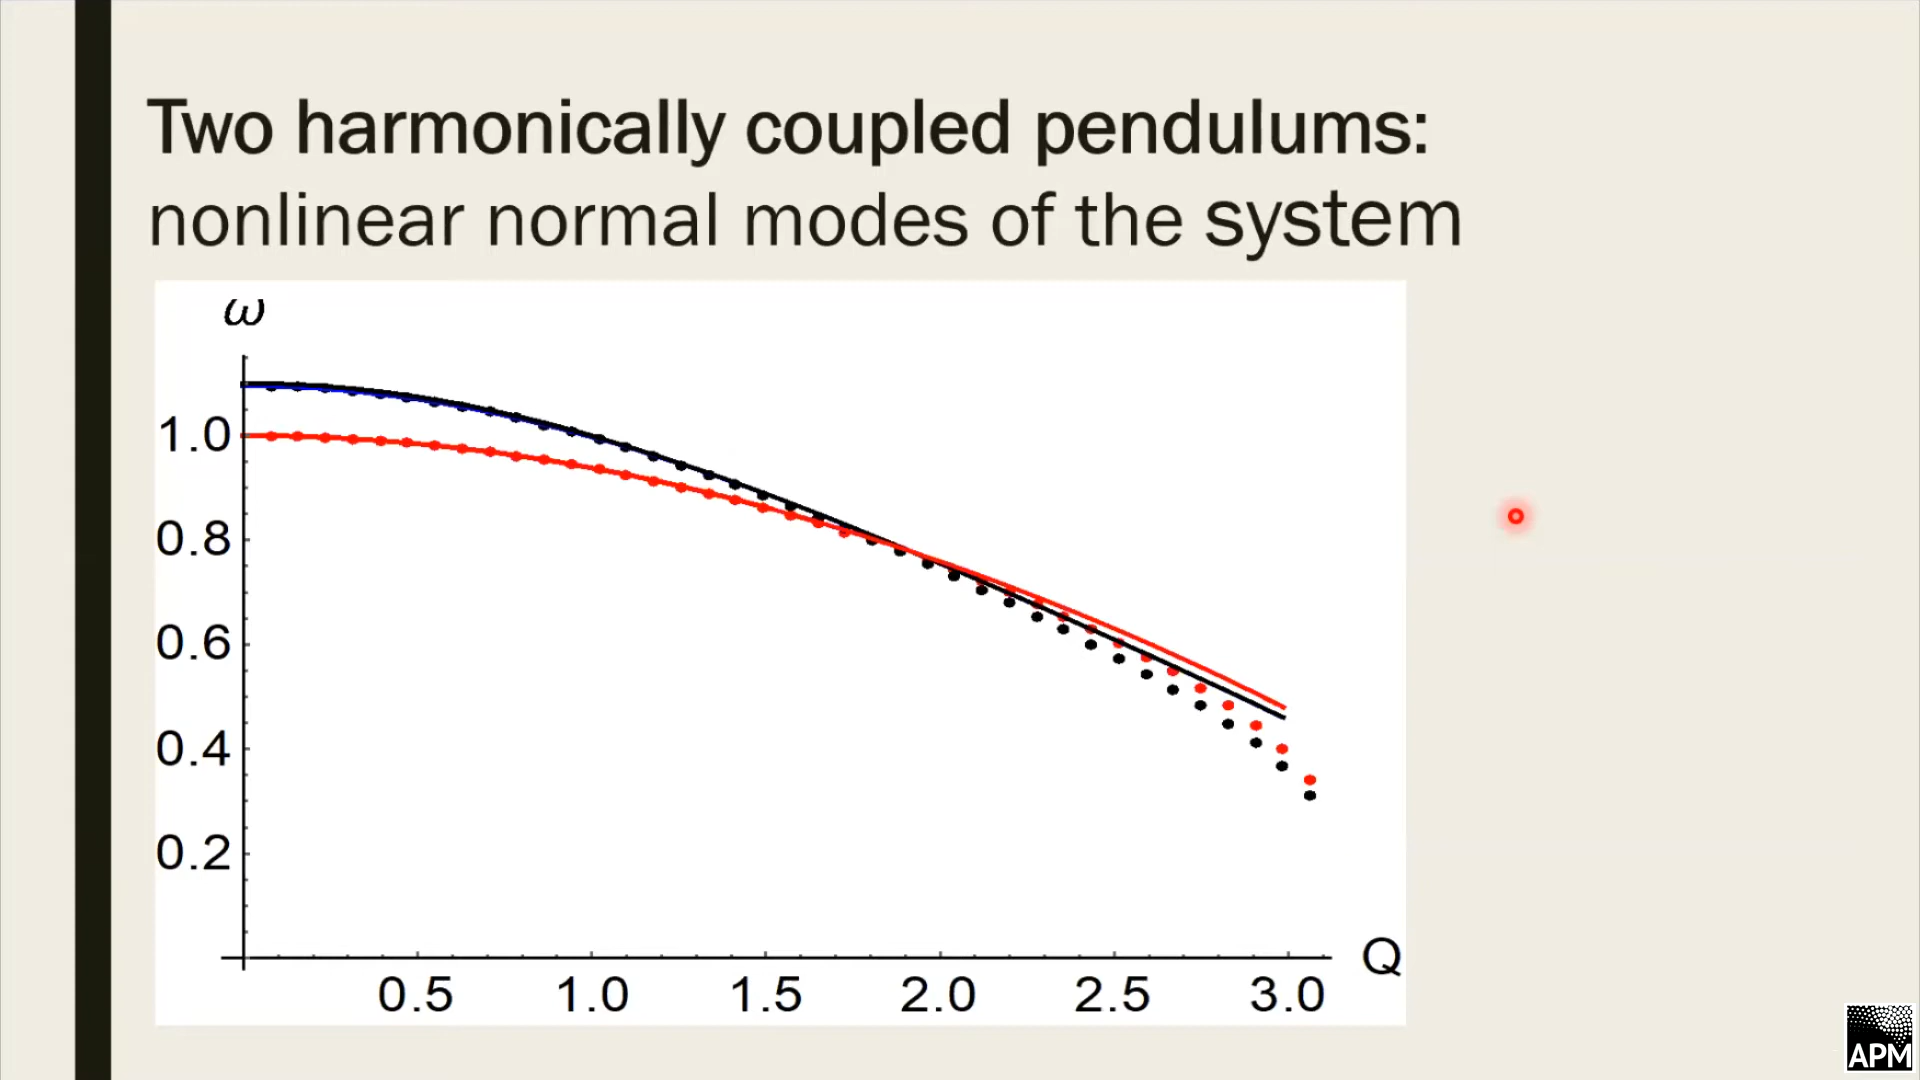 Two harmonically coupled pendulums:
nonlinear normal modes of the system
ω
1.0
0.8
0.6
0.4
0.2
0.5 1.0 1.5 2.0 2.5 3.0
Q
APM